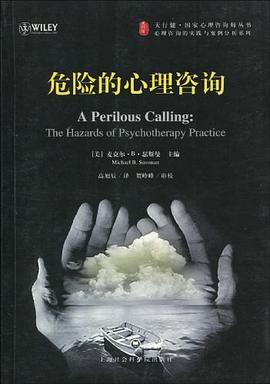 WILEY
天行健·国家心理咨询师丛书
心理咨询的实践与案例分析系列
危险的心理咨询
A Perilous Calling:
The Hazards of Psychotherapy Practice
[美] 麦克尔·B·瑟斯曼 主编
Michael B. Sussman
高旭辰/译 贺岭峰/审校
上海社会科学院出版社